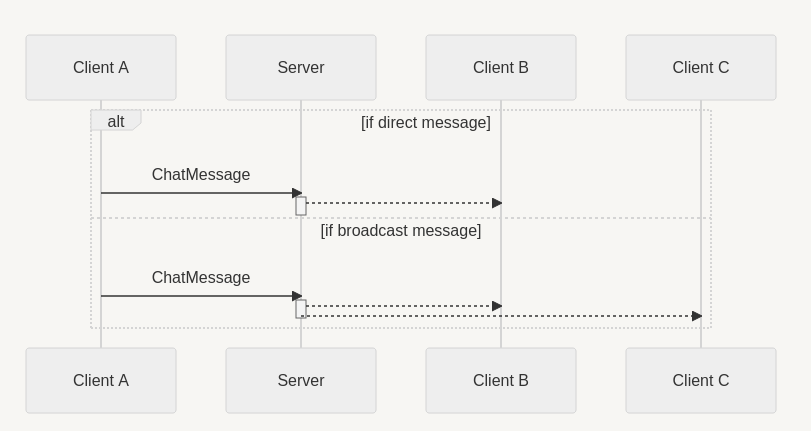 Client A
Server
Client B
Client C
alt
[if direct message]
ChatMessage
[if broadcast message]
ChatMessage
Client A
Server
Client B
Client C